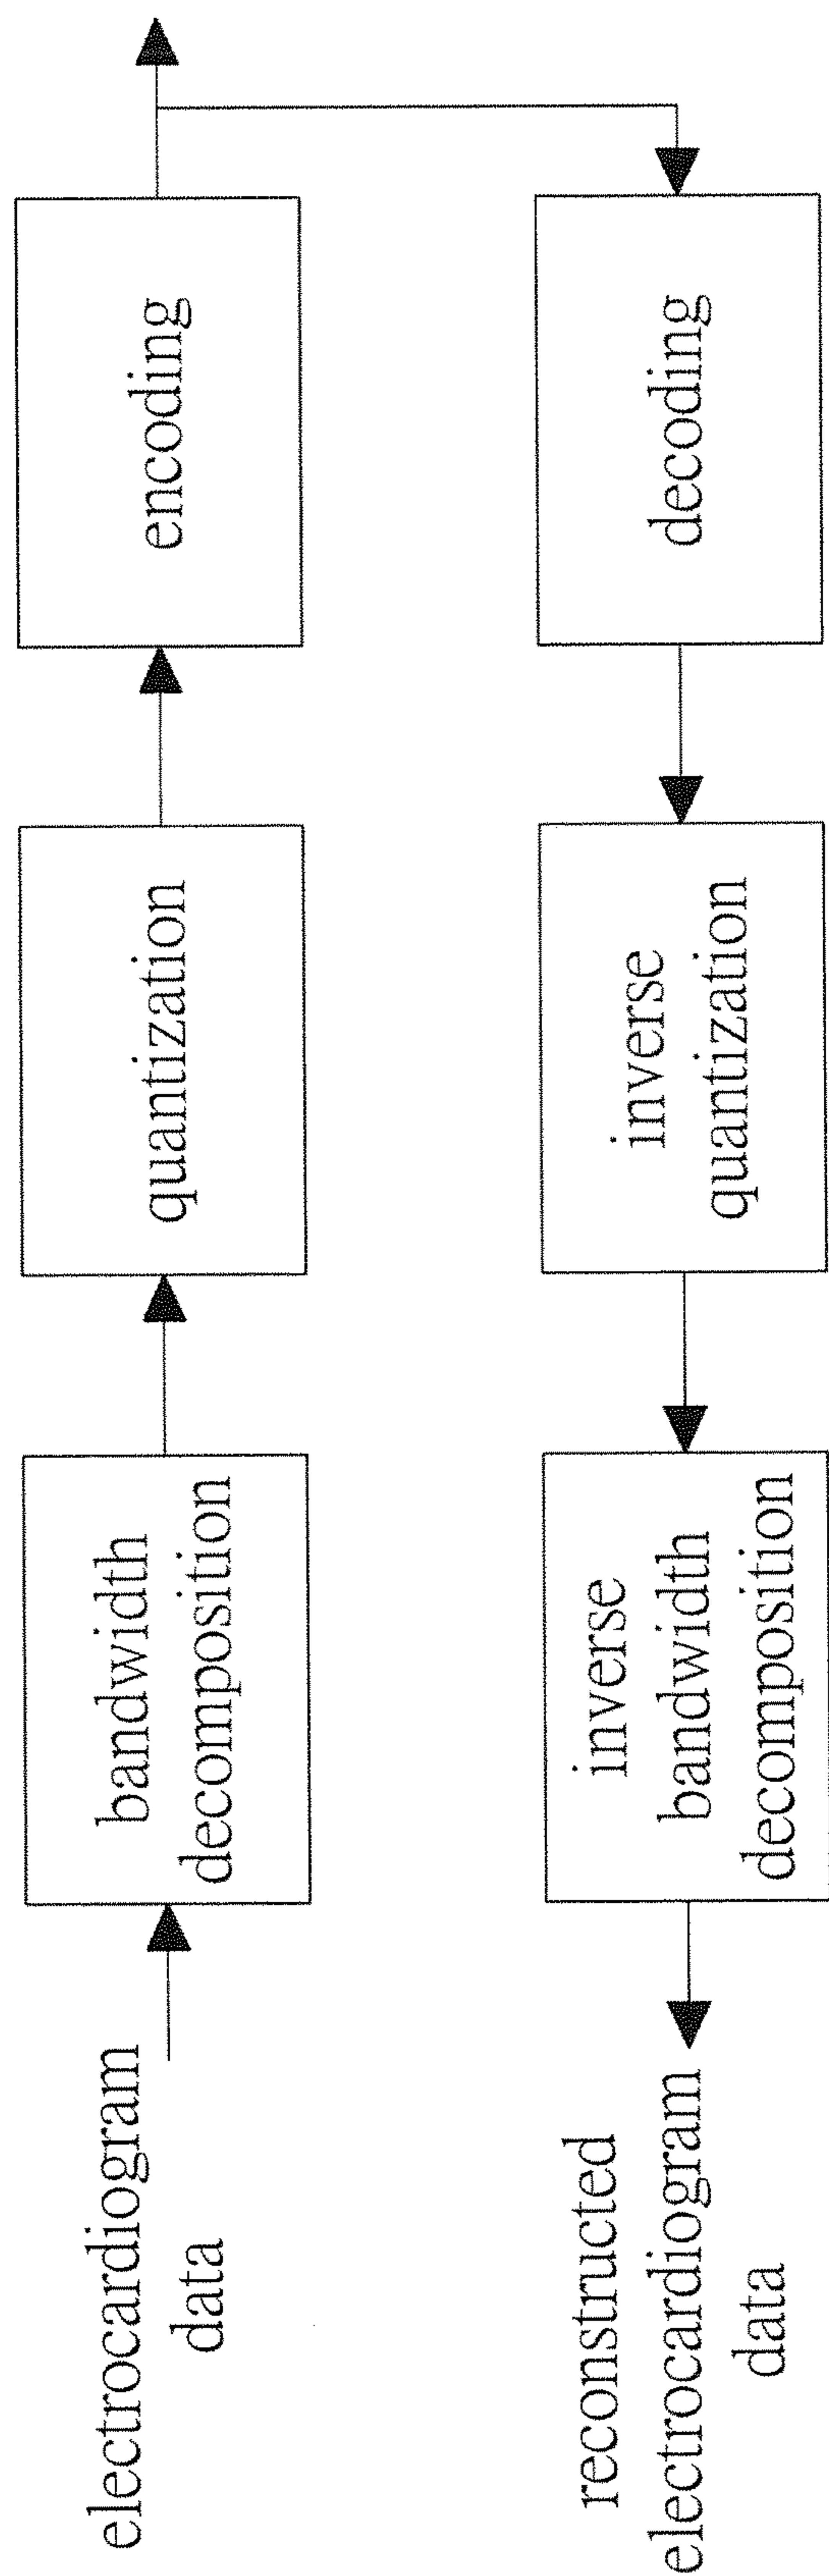 electrocardiogram
data
bandwidth
decomposition
quantization
encoding
decoding
inverse
quantization
inverse
bandwidth
decomposition
reconstructed
electrocardiogram
data